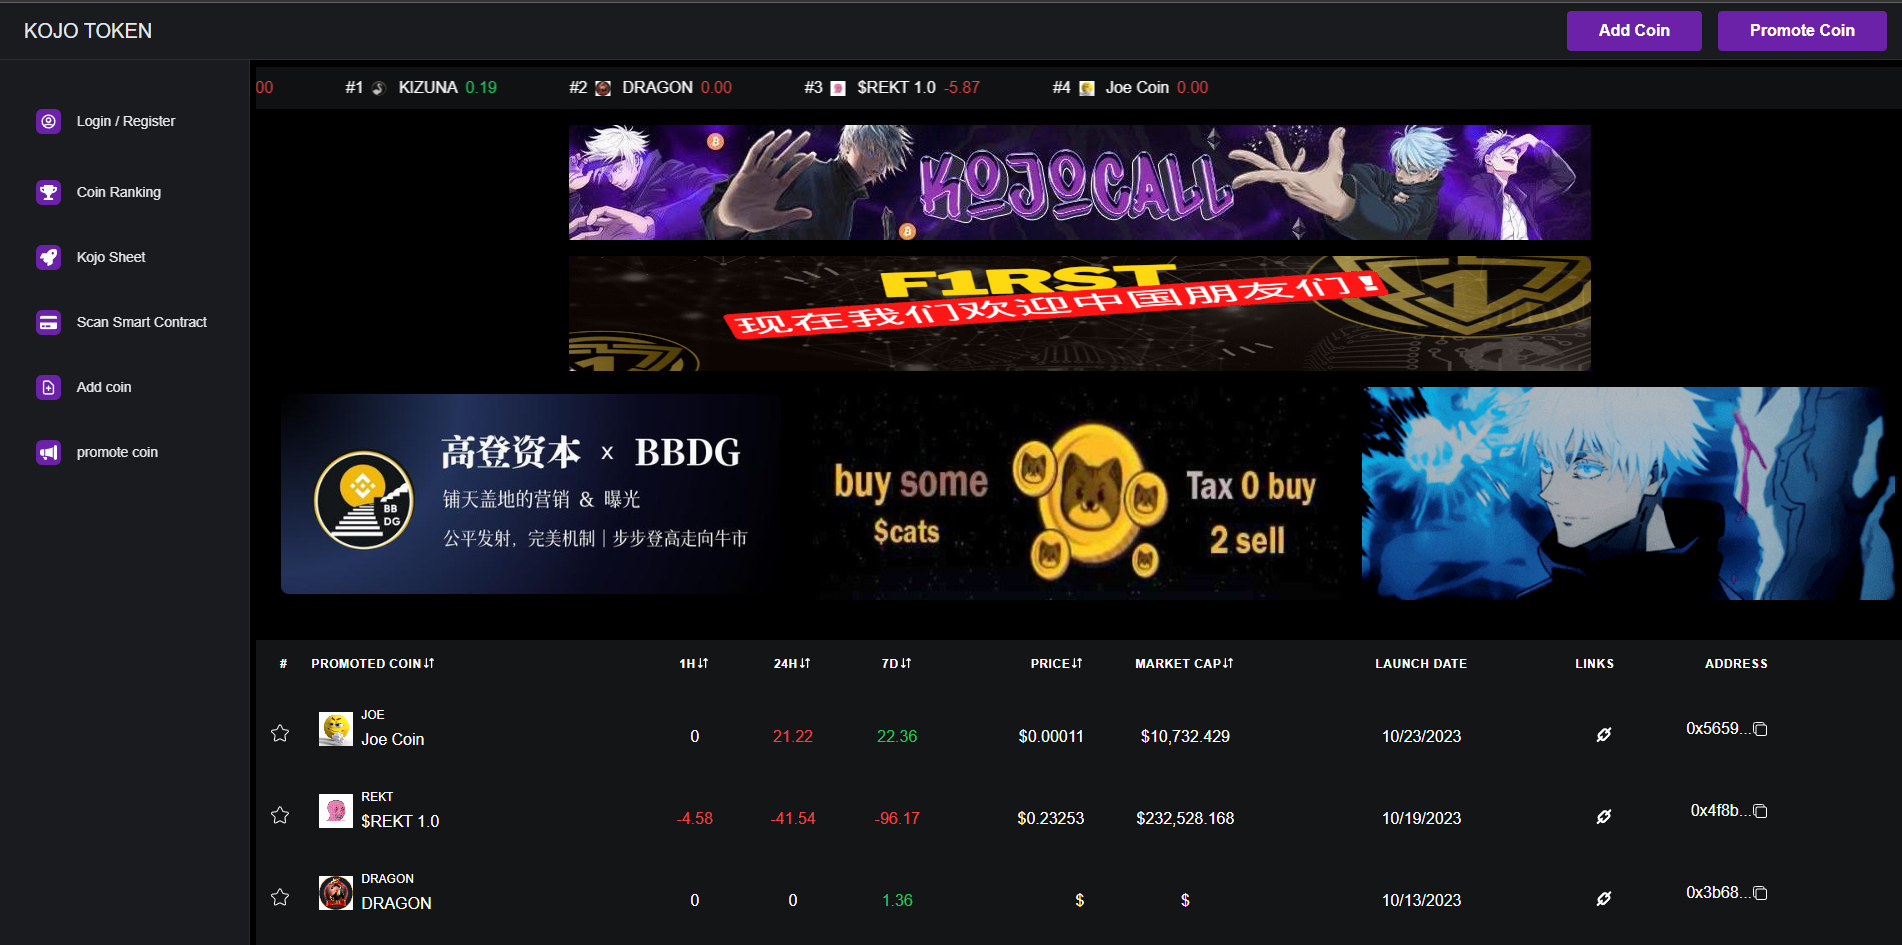 KOJO TOKEN
Add Coin
Promote Coin
00 #1 KIZUNA 0.19 #2 DRAGON 0.00 #3 $REKT 1.0 -5.87 #4 Joe Coin 0.00
Login / Register
Coin Ranking
Kojo Sheet
Scan Smart Contract
Add coin
promote coin
KOJOCALL
F1RST
现在我们欢迎中国朋友们!
高登资本 x BBDG
铺天盖地的营销 & 曝光
公平发射，完美机制 | 步步登高走向牛市
BB
DG
buy some
$cats
Tax 0 buy
2 sell
# PROMOTED COIN 1H 24H 7D PRICE MARKET CAP LAUNCH DATE LINKS ADDRESS
JOE
Joe Coin 0 21.22 22.36 $0.00011 $10,732.429 10/23/2023 0x5659...
REKT
$REKT 1.0 -4.58 -41.54 -96.17 $0.23253 $232,528.168 10/19/2023 0x4f8b...
DRAGON
DRAGON 0 0 1.36 $ $ 10/13/2023 0x3b68...